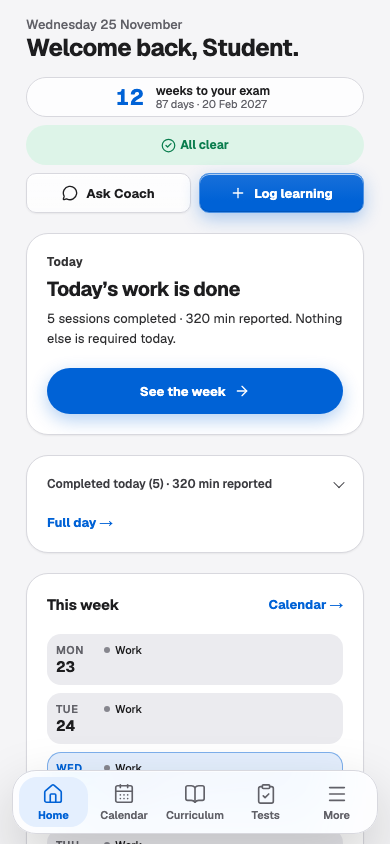 Wednesday 25 November
Welcome back, Student.
12 weeks to your exam
87 days · 20 Feb 2027
All clear
Ask Coach
Log learning
Today
Today’s work is done
5 sessions completed · 320 min reported. Nothing
else is required today.
See the week →
Completed today (5) · 320 min reported
Full day →
This week
Calendar →
MON
Work
23
TUE
Work
24
WED
Work
Home
Calendar
Curriculum
Tests
More
THU
Work